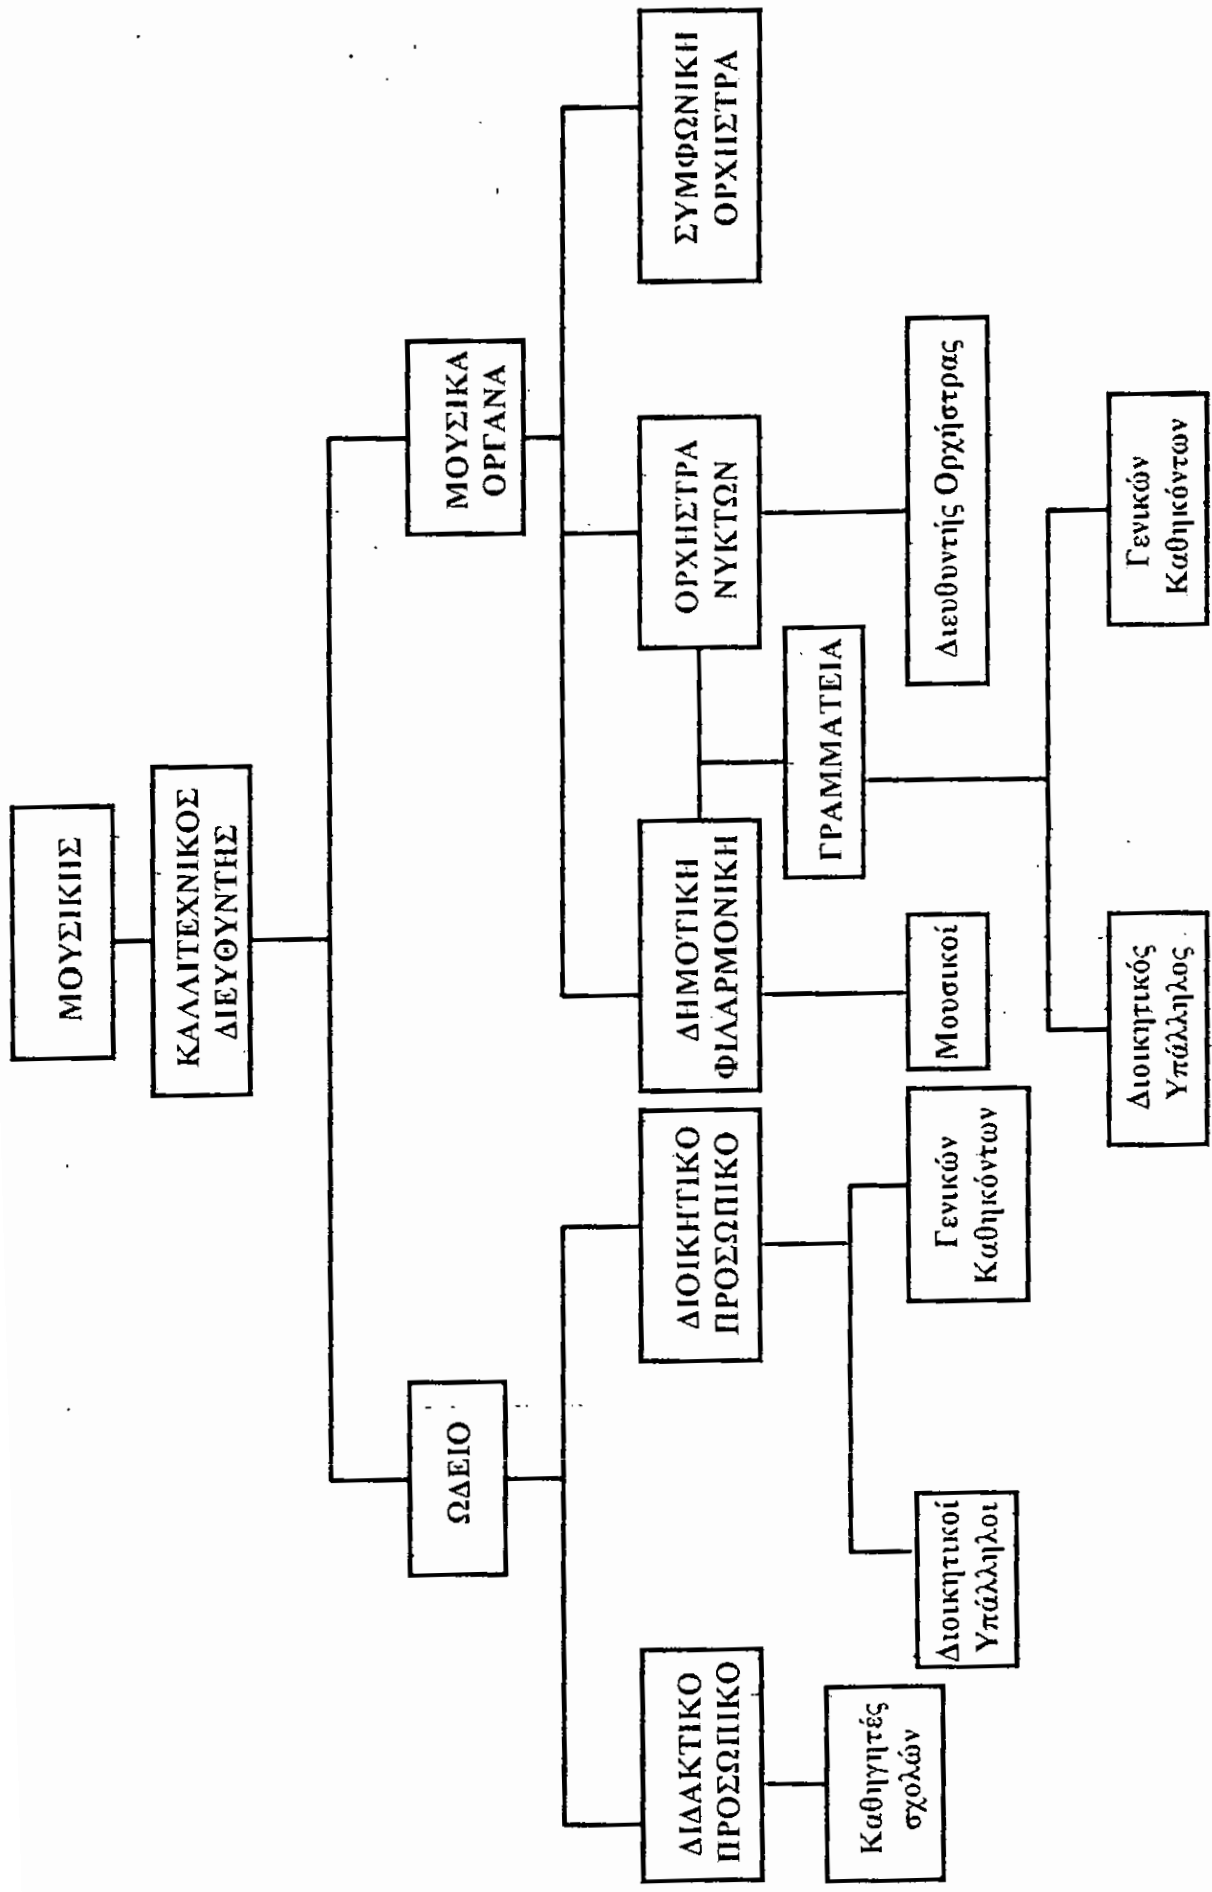 ΜΟΥΣΙΚΗΣ
ΚΑΛΛΙΤΕΧΝΙΚΟΣ
ΔΙΕΥΘΥΝΤΗΣ
ΩΔΕΙΟ
ΜΟΥΣΙΚΑ
ΟΡΓΑΝΑ
ΔΙΔΑΚΤΙΚΟ
ΠΡΟΣΩΠΙΚΟ
ΔΙΟΙΚΗΤΙΚΟ
ΠΡΟΣΩΠΙΚΟ
ΔΗΜΟΤΙΚΗ
ΦΙΛΑΡΜΟΝΙΚΗ
ΟΡΧΗΣΤΡΑ
ΝΥΚΤΩΝ
ΣΥΜΦΩΝΙΚΗ
ΟΡΧΗΣΤΡΑ
ΓΡΑΜΜΑΤΕΙΑ
Καθηγητές
σχολών
Διοικητικοί
Υπάλληλοι
Γενικών
Καθηκόντων
Μουσικοί
Διευθυντής Ορχήστρας
Διοικητικός
Υπάλληλος
Γενικών
Καθηκόντων